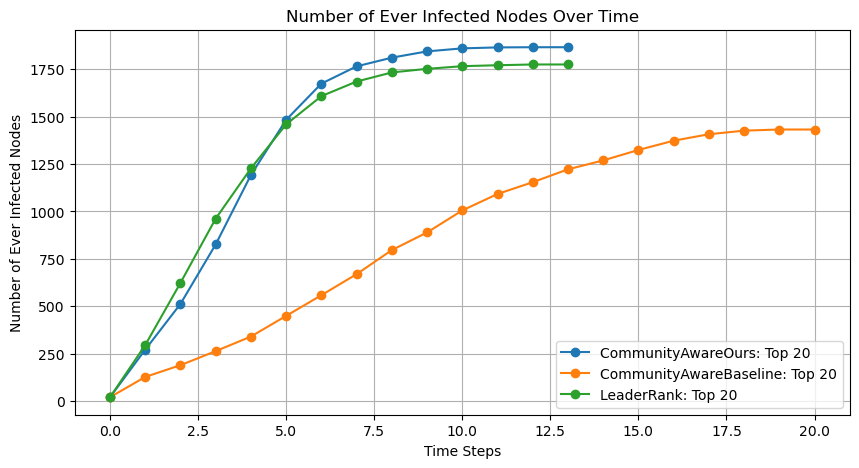 Number of Ever Infected Nodes Over Time
Number of Ever Infected Nodes
1750
1500
1250
1000
750
500
250
0
0.0 2.5 5.0 7.5 10.0 12.5 15.0 17.5 20.0
Time Steps
CommunityAwareOurs: Top 20
CommunityAwareBaseline: Top 20
LeaderRank: Top 20